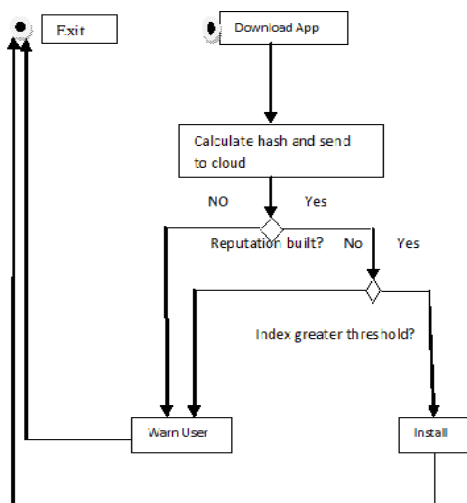 Exit
Download App
Calculate hash and send
to cloud
NO Yes
Reputation built? No Yes
Index greater threshold?
Warn User
Install